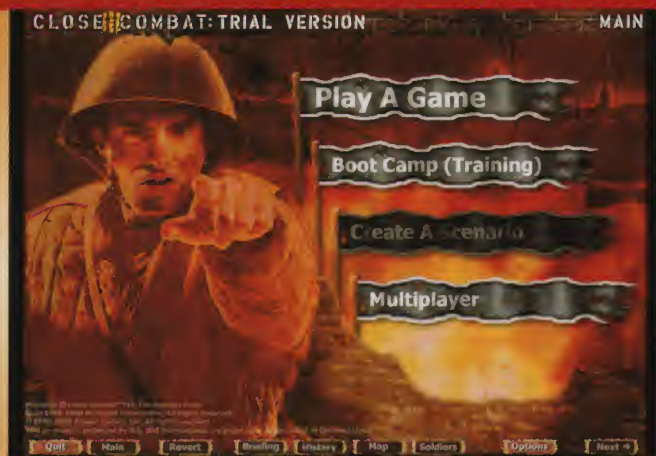 CLOSE COMBAT: TRIAL VERSION
MAIN
Play A Game
Boot Camp (Training)
Create A Scenario
Multiplayer
Quit Main Revert Briefing History Map Soldiers Options Next